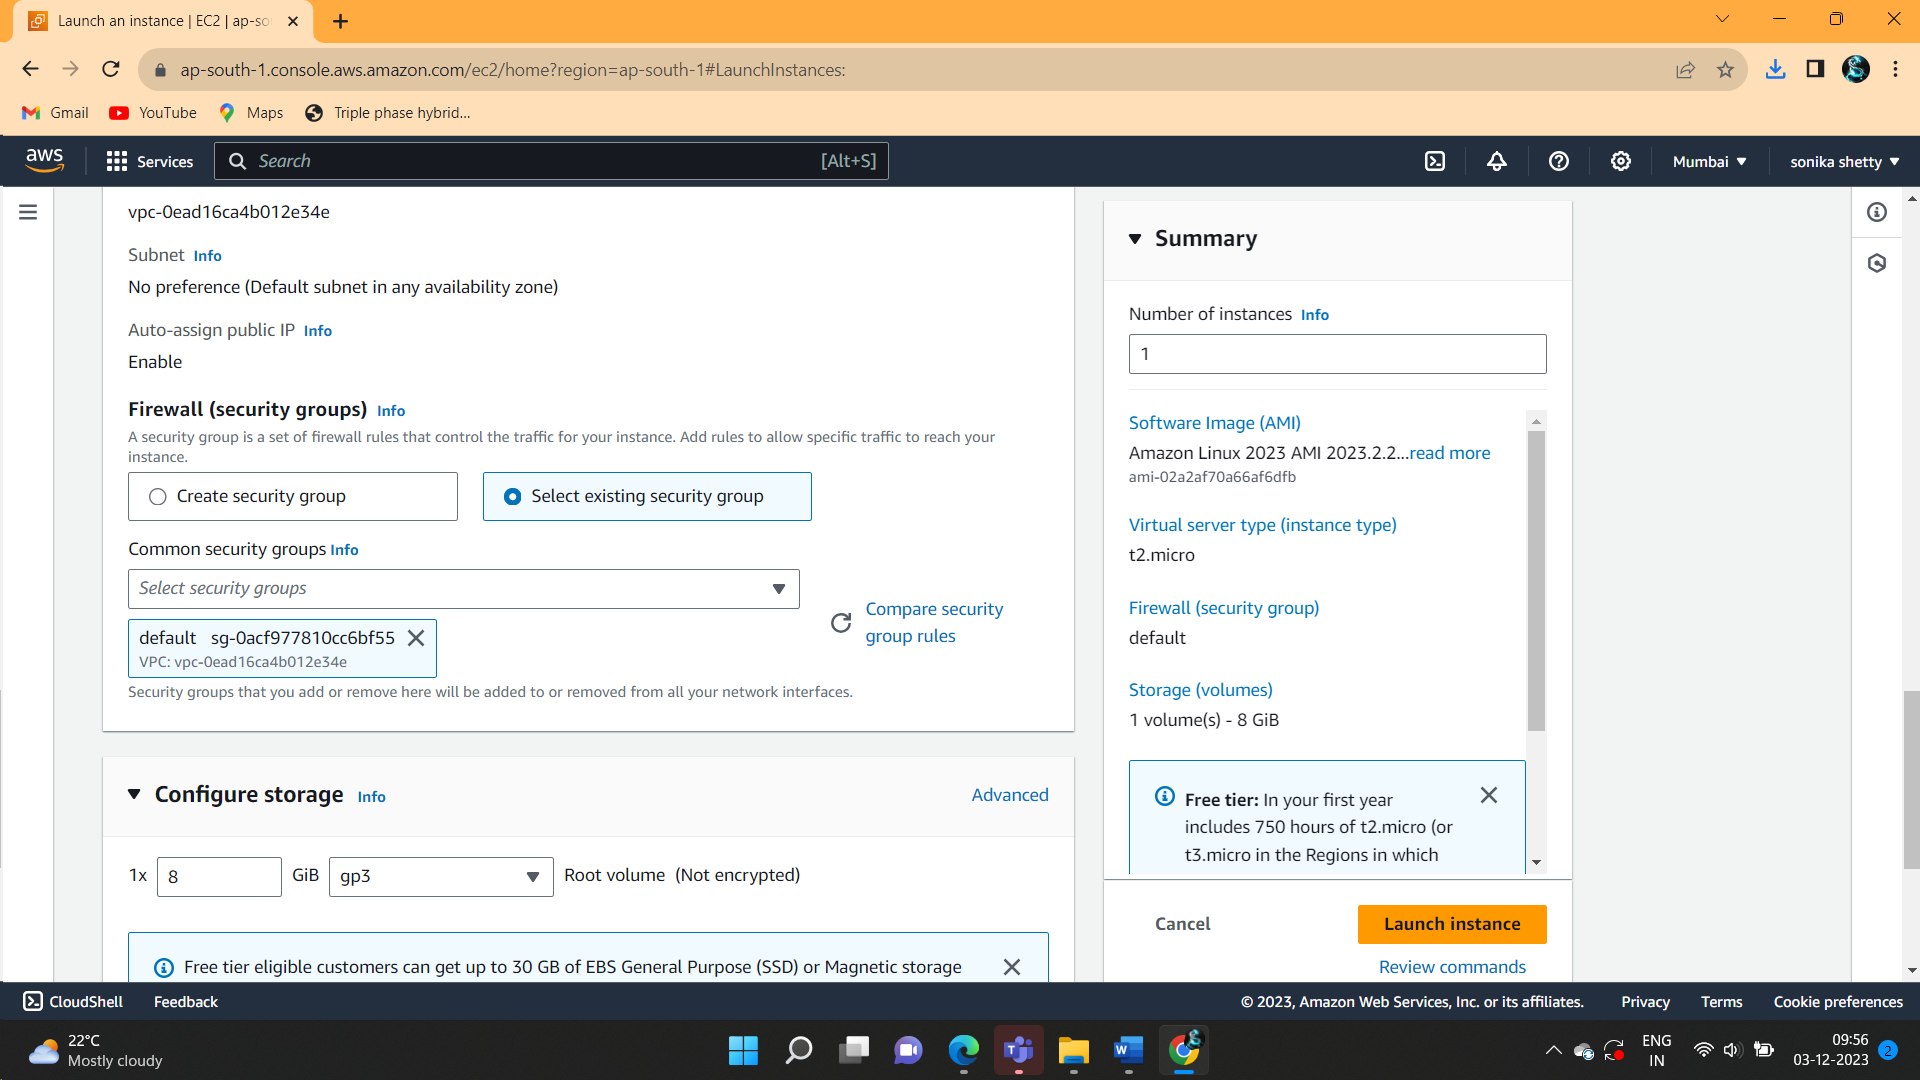 Launch an instance | EC2 | ap-so
ap-south-1.console.aws.amazon.com/ec2/home?region=ap-south-1#LaunchInstances:
Gmail
YouTube
Maps
Triple phase hybrid...
aws
Services
Search
[Alt+S]
Mumbai
sonika shetty
vpc-0ead16ca4b012e34e
Subnet Info
No preference (Default subnet in any availability zone)
Auto-assign public IP Info
Enable
Firewall (security groups) Info
A security group is a set of firewall rules that control the traffic for your instance. Add rules to allow specific traffic to reach your
instance.
Create security group
Select existing security group
Common security groups Info
Select security groups
Compare security
group rules
default sg-0acf977810cc6bf55
VPC: vpc-0ead16ca4b012e34e
Security groups that you add or remove here will be added to or removed from all your network interfaces.
Configure storage Info
Advanced
1x 8 GiB gp3 Root volume (Not encrypted)
Free tier eligible customers can get up to 30 GB of EBS General Purpose (SSD) or Magnetic storage
Summary
Number of instances Info
1
Software Image (AMI)
Amazon Linux 2023 AMI 2023.2.2...read more
ami-02a2af70a66af6dfb
Virtual server type (instance type)
t2.micro
Firewall (security group)
default
Storage (volumes)
1 volume(s) - 8 GiB
Free tier: In your first year
includes 750 hours of t2.micro (or
t3.micro in the Regions in which
Cancel
Launch instance
Review commands
CloudShell
Feedback
© 2023, Amazon Web Services, Inc. or its affiliates.
Privacy
Terms
Cookie preferences
22°C
Mostly cloudy
ENG
IN
09:56
03-12-2023
2